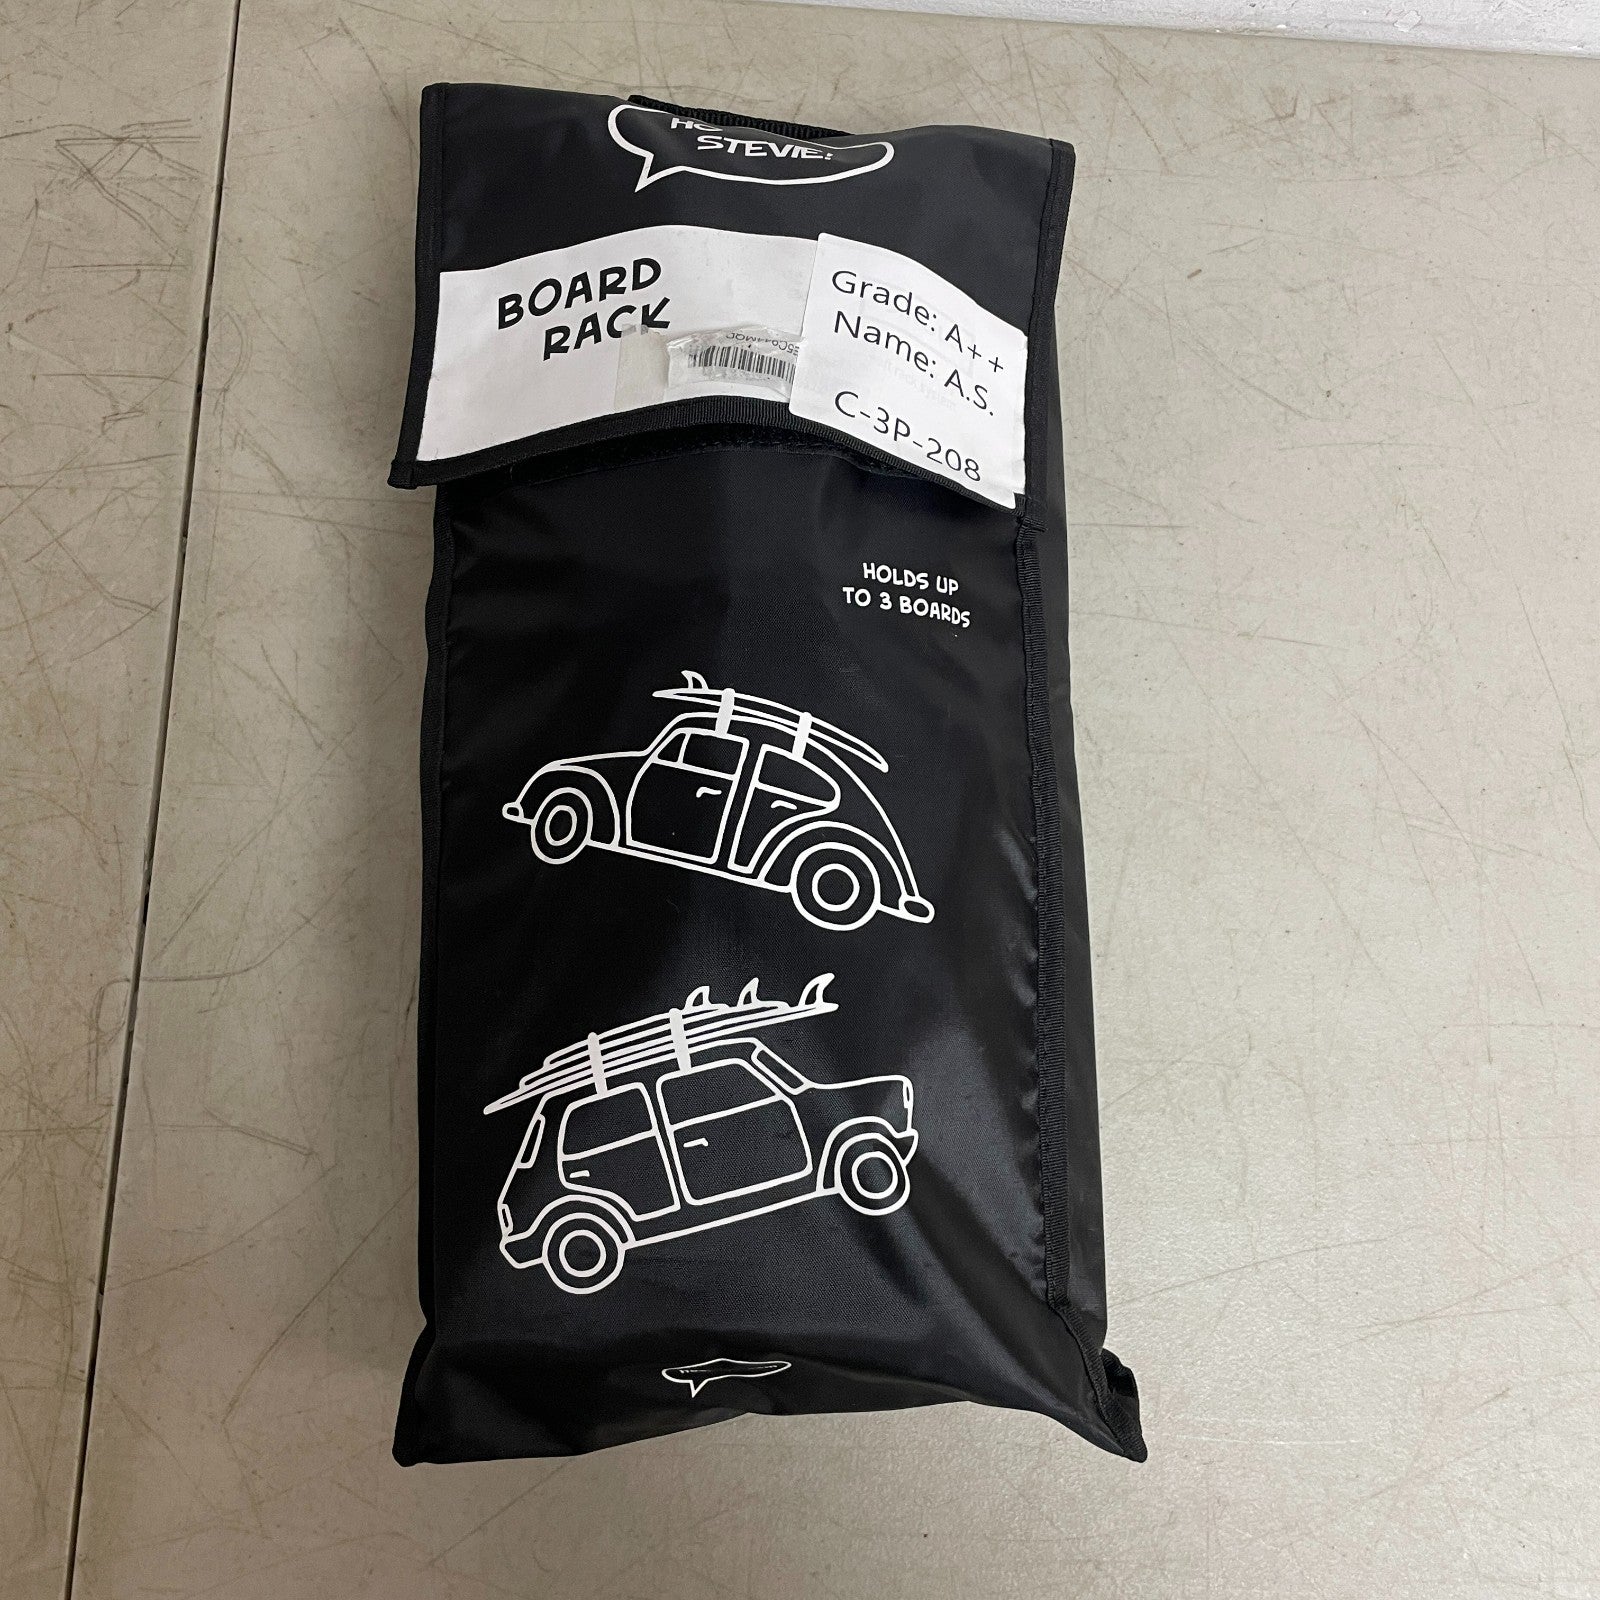 STEVIE!
BOARD
RACK
Grade: A++
Name: A.S.
C-3P-208
HOLDS UP
TO 3 BOARDS